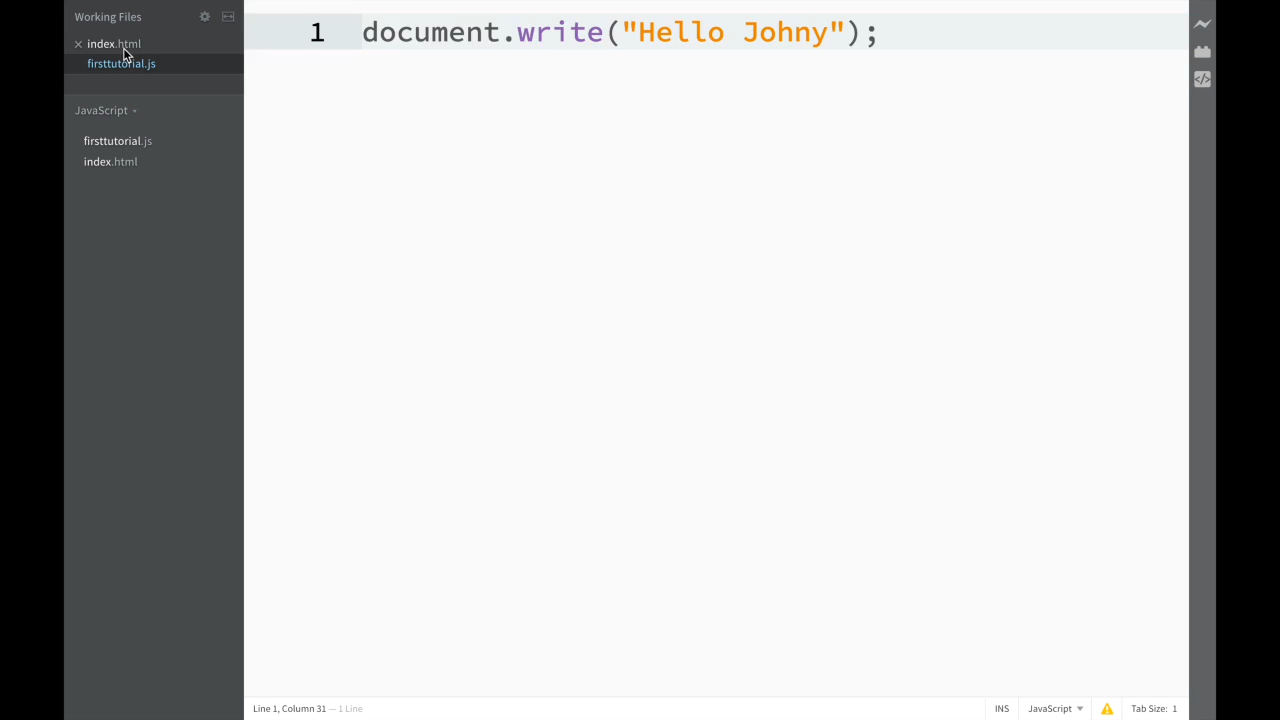 Working Files
index.html
firsttutorial.js
JavaScript
firsttutorial.js
index.html
1 document.write("Hello Johny");
Line 1, Column 31 — 1 Line
INS JavaScript Tab Size: 1